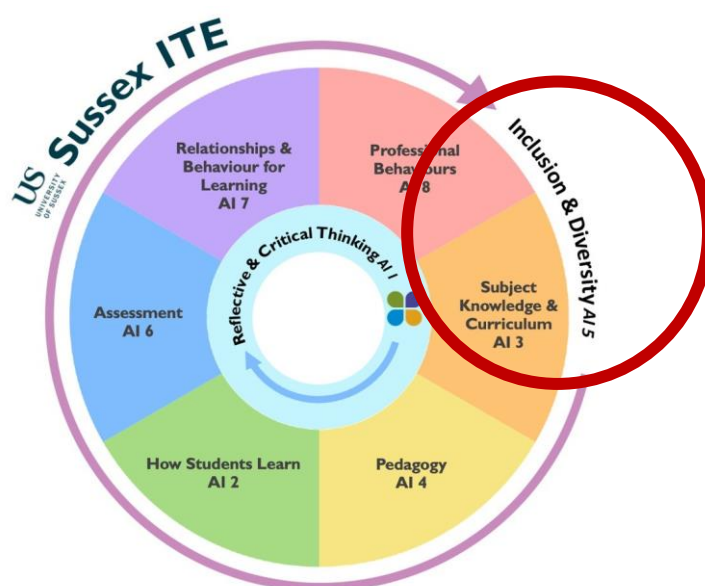 Sussex ITE
US
UNIVERSITY
OF SUSSEX
Relationships &
Behaviour for
Learning
AI 7
Professional
Behaviours
AI 8
Inclusion & Diversity AI 5
Reflective & Critical Thinking AI 1
Assessment
AI 6
Subject
Knowledge &
Curriculum
AI 3
How Students Learn
AI 2
Pedagogy
AI 4